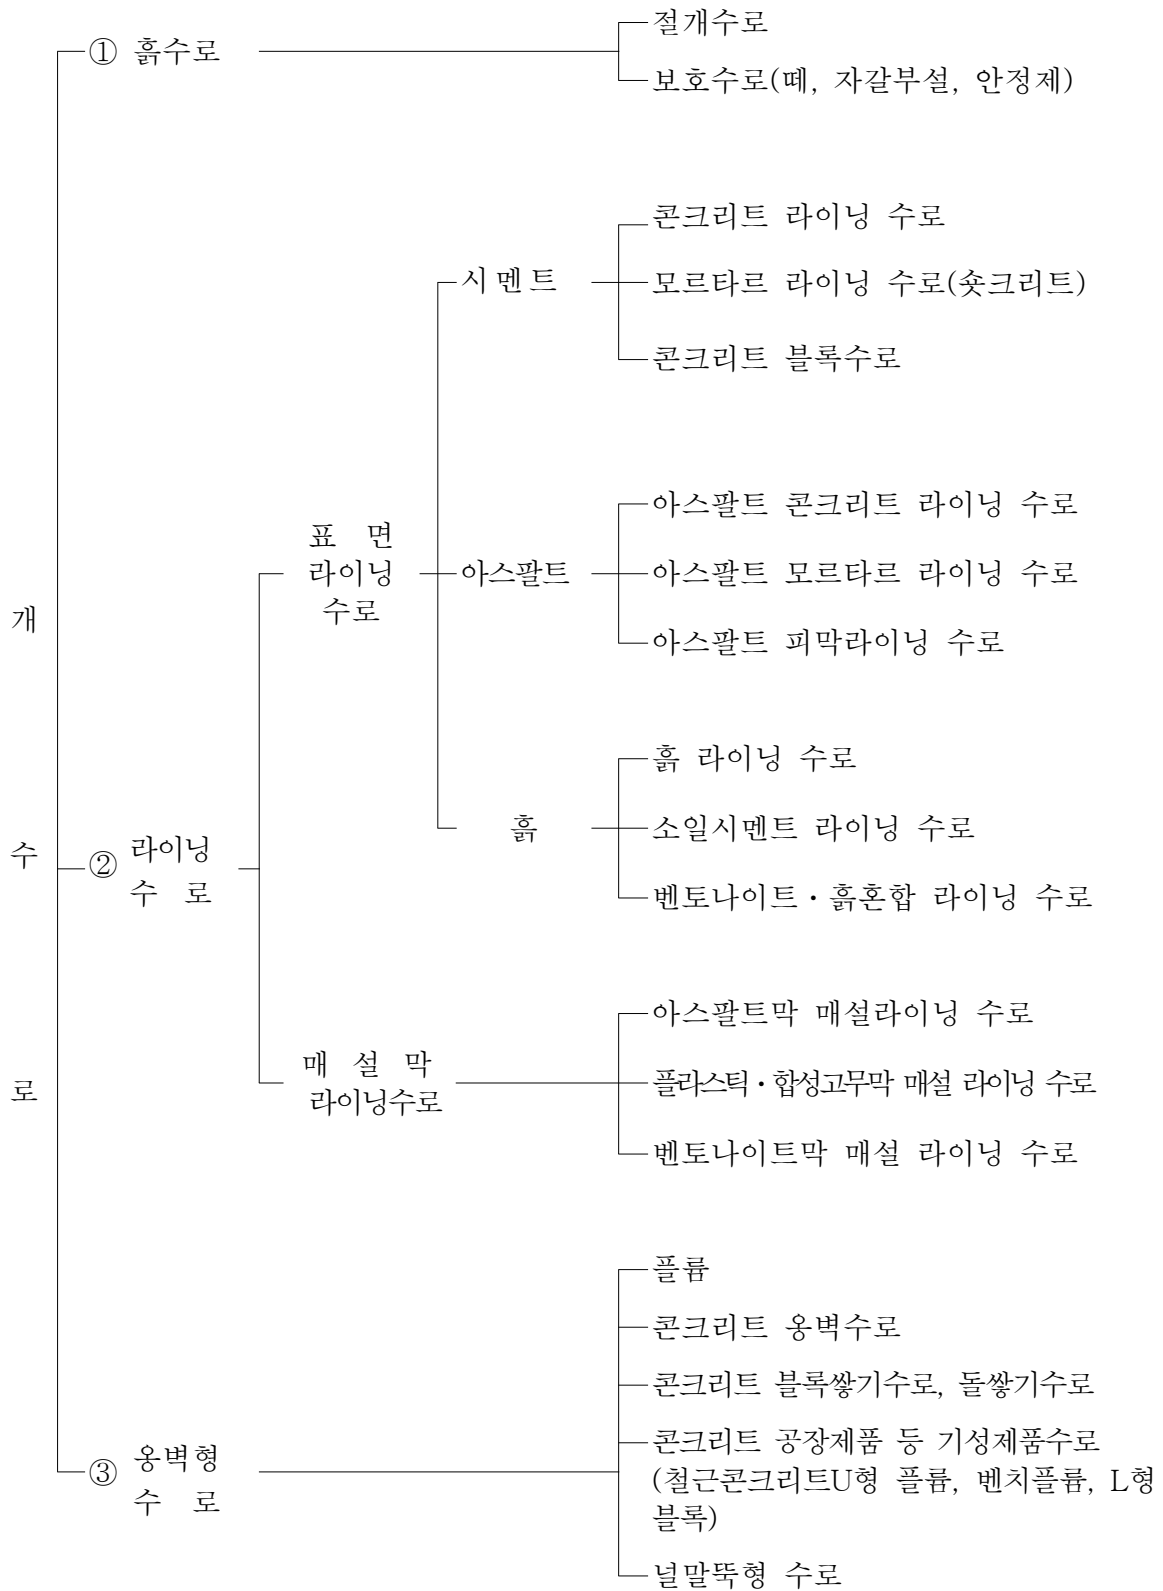 개
수
로
① 흙수로
절개수로
보호수로(떼, 자갈부설, 안정제)
② 라이닝
수 로
표 면
라이닝
수로
시멘트
콘크리트 라이닝 수로
모르타르 라이닝 수로(숏크리트)
콘크리트 블록수로
아스팔트
아스팔트 콘크리트 라이닝 수로
아스팔트 모르타르 라이닝 수로
아스팔트 피막라이닝 수로
흙
흙 라이닝 수로
소일시멘트 라이닝 수로
벤토나이트・흙혼합 라이닝 수로
매 설 막
라이닝수로
아스팔트막 매설라이닝 수로
플라스틱・합성고무막 매설 라이닝 수로
벤토나이트막 매설 라이닝 수로
③ 옹벽형
수 로
플륨
콘크리트 옹벽수로
콘크리트 블록쌓기수로, 돌쌓기수로
콘크리트 공장제품 등 기성제품수로
(철근콘크리트U형 플륨, 벤치플륨, L형
블록)
널말뚝형 수로